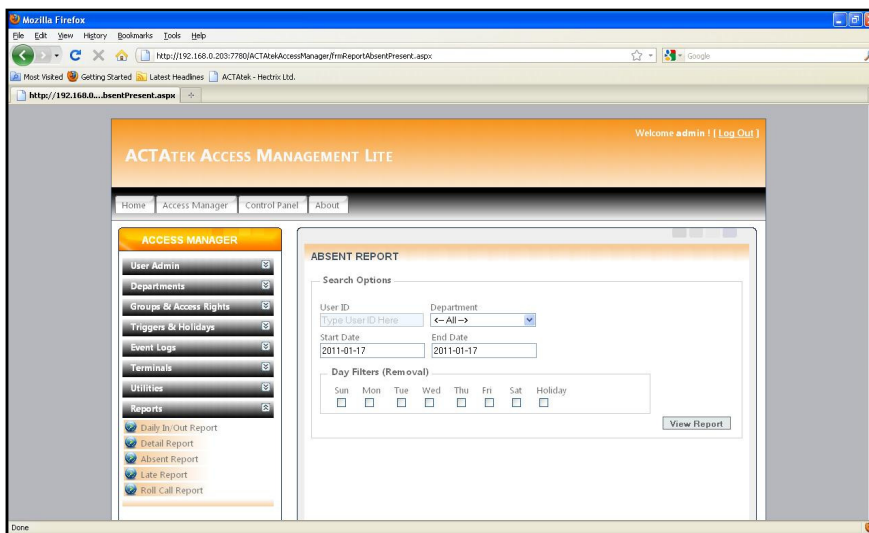 Mozilla Firefox
File Edit View History Bookmarks Tools Help
http://192.168.0.203:7780/ACTAtekAccessManager/frmReportAbsentPresent.aspx
Google
Most Visited Getting Started Latest Headlines ACTAtek - Hectrix Ltd.
http://192.168.0....bsentPresent.aspx
Welcome admin ! [ Log Out ]
ACTAtek Access Management Lite
Home Access Manager Control Panel About
ACCESS MANAGER
User Admin
Departments
Groups & Access Rights
Triggers & Holidays
Event Logs
Terminals
Utilities
Reports
Daily In/Out Report
Detail Report
Absent Report
Late Report
Roll Call Report
ABSENT REPORT
Search Options
User ID Department
Type User ID Here <-- All -->
Start Date End Date
2011-01-17 2011-01-17
Day Filters (Removal)
Sun Mon Tue Wed Thu Fri Sat Holiday
View Report
Done